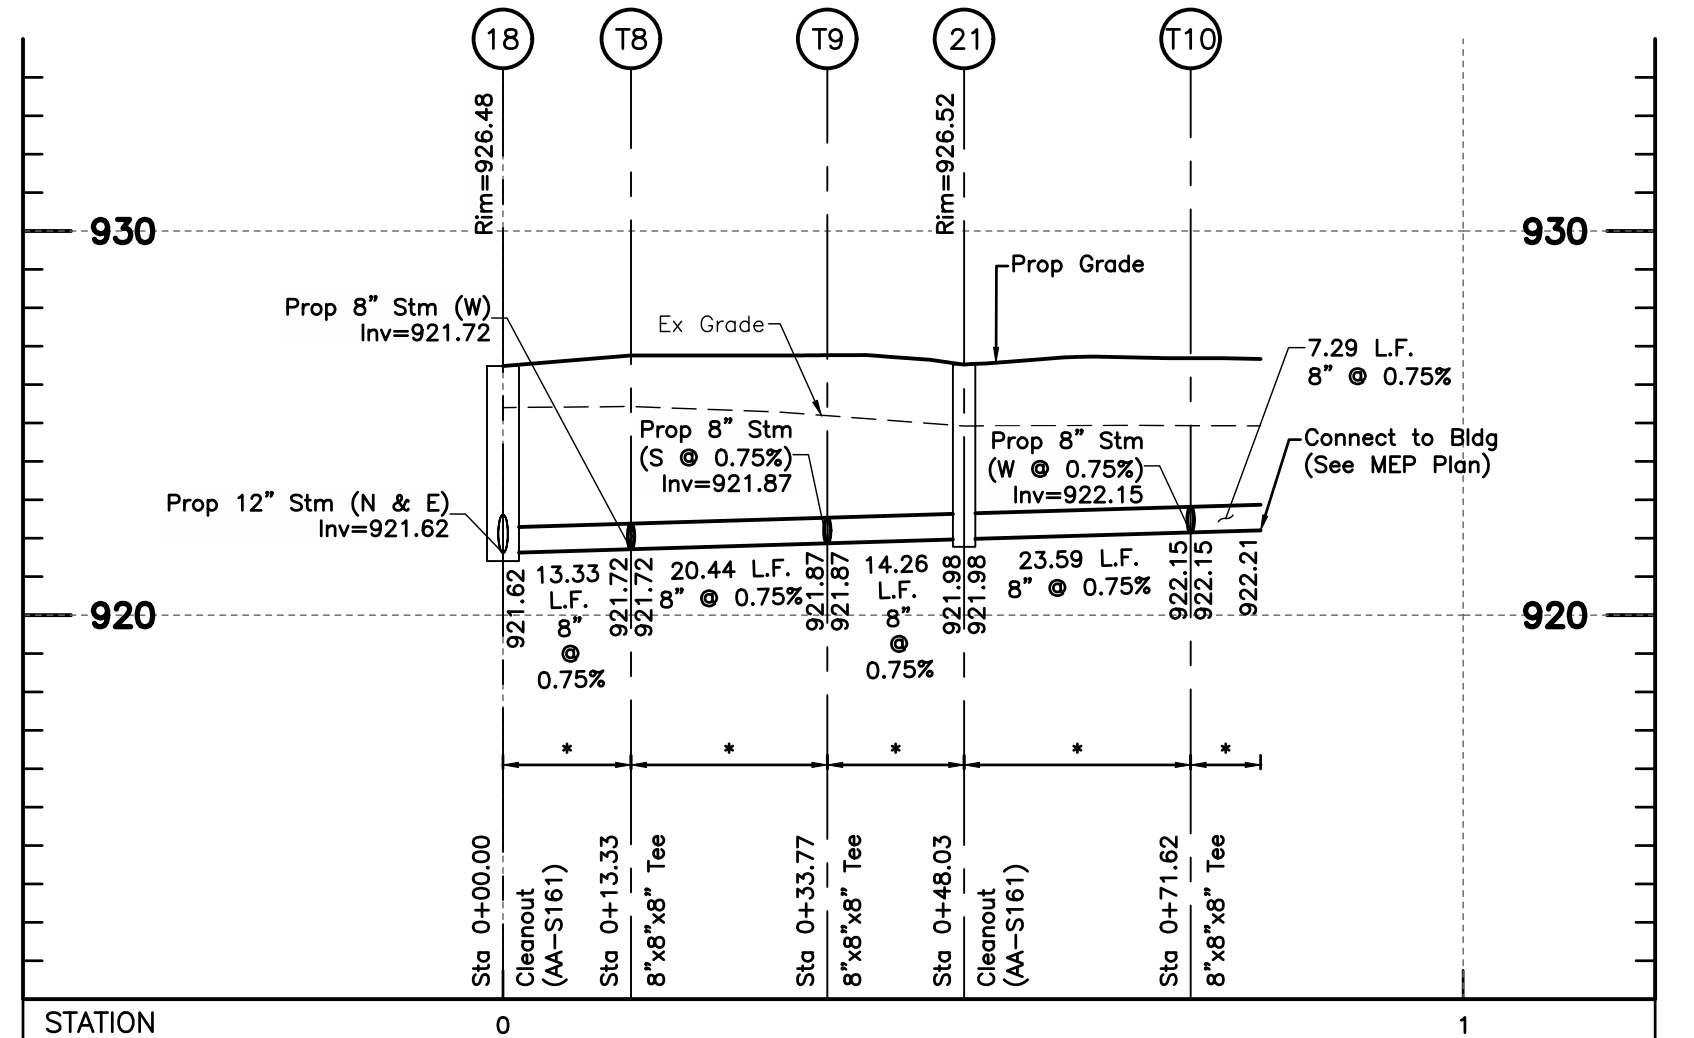 18
T8
T9
21
T10
Rim=926.48
Rim=926.52
930
930
Prop Grade
Prop 8" Stm (W)
Inv=921.72
Ex Grade
7.29 L.F.
8" @ 0.75%
Prop 8" Stm
(S @ 0.75%)
Inv=921.87
Prop 8" Stm
(W @ 0.75%)
Inv=922.15
Connect to Bldg
(See MEP Plan)
Prop 12" Stm (N & E)
Inv=921.62
921.62
13.33
L.F.
8"
@
0.75%
921.72
921.72
20.44 L.F.
8" @ 0.75%
921.87
921.87
14.26
L.F.
8"
@
0.75%
921.98
921.98
23.59 L.F.
8" @ 0.75%
922.15
922.15
922.21
920
920
*
*
*
*
*
Sta 0+00.00
Cleanout
(AA-S161)
Sta 0+13.33
8"x8"x8" Tee
Sta 0+33.77
8"x8"x8" Tee
Sta 0+48.03
Cleanout
(AA-S161)
Sta 0+71.62
8"x8"x8" Tee
STATION
0
1